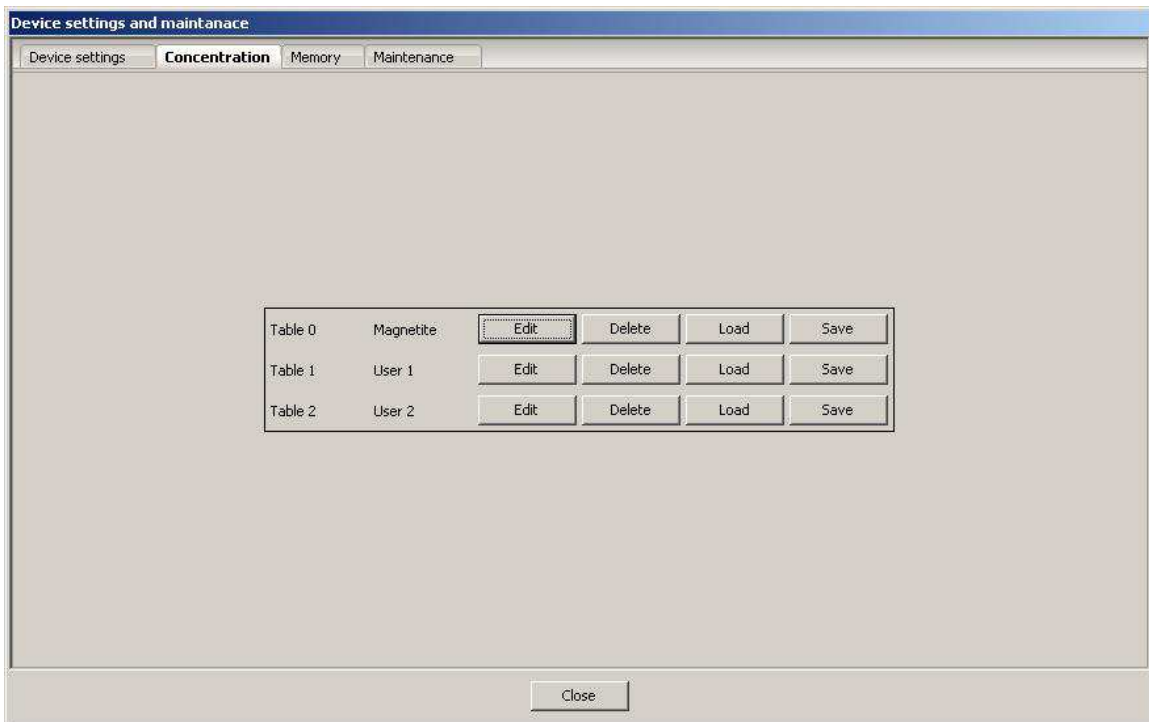 Device settings and maintanace
Device settings Concentration Memory Maintenance
Table 0 Magnetite Edit Delete Load Save
Table 1 User 1 Edit Delete Load Save
Table 2 User 2 Edit Delete Load Save
Close